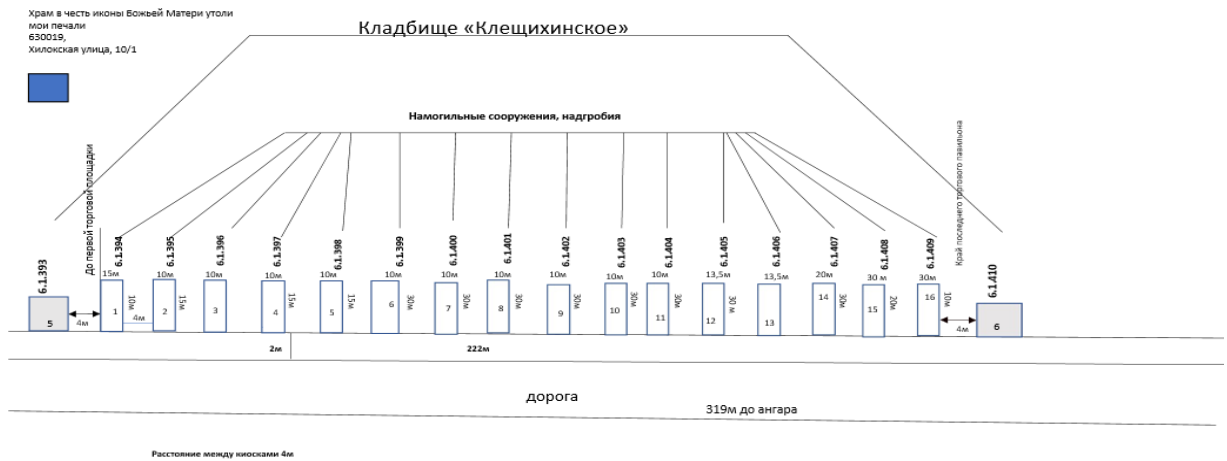 Храм в честь иконы Божьей Матери утоли
мои печали
630019,
Хилокская улица, 10/1
Кладбище «Клещихинское»
Намогильные сооружения, надгробия
До первой торговой площадки
Край последнего торгового павильона
6.1.393
6.1.394
6.1.395
6.1.396
6.1.397
6.1.398
6.1.399
6.1.400
6.1.401
6.1.402
6.1.403
6.1.404
6.1.405
6.1.406
6.1.407
6.1.408
6.1.409
6.1.410
15м 10м 10м 10м 10м 10м 10м 10м 10м 10м 10м 13,5м 13,5м 20м 30 м 30м
10м 15м 15м 15м 30м 30м 30м 30м 30м 30м 30 м 30м 20м 10м
5 1 2 3 4 5 6 7 8 9 10 11 12 13 14 15 16 6
4м 4м 4м
2м 222м
дорога
319м до ангара
Расстояние между киосками 4м